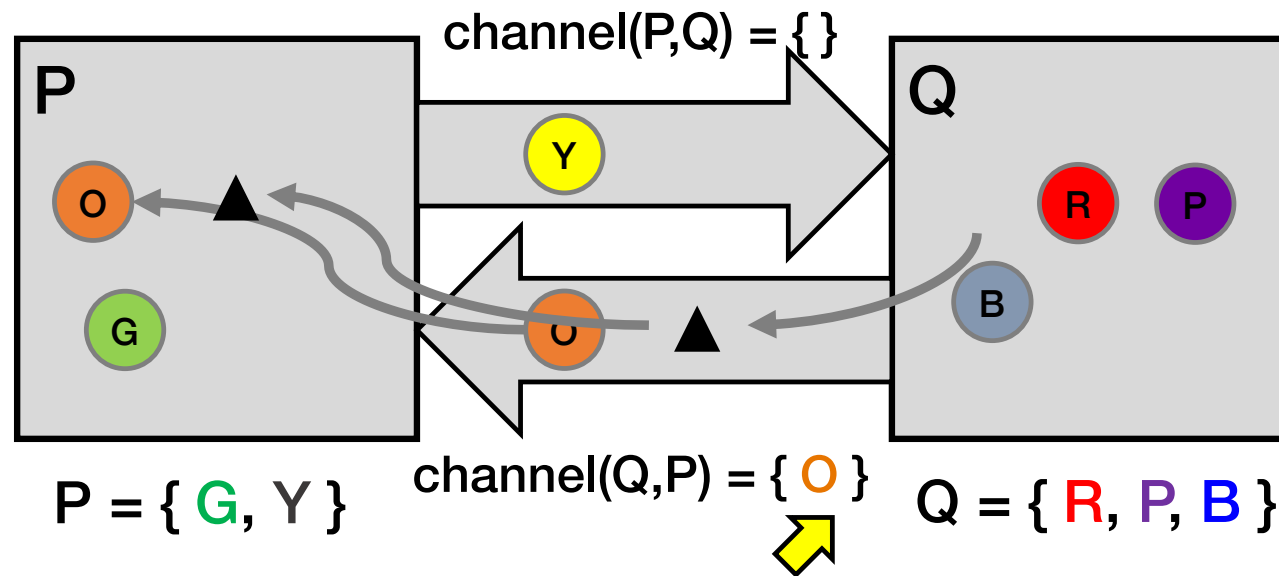 channel(P,Q) = { }
P
Q
Y
O
R
P
G
O
B
channel(Q,P) = { O }
P = { G, Y }
Q = { R, P, B }